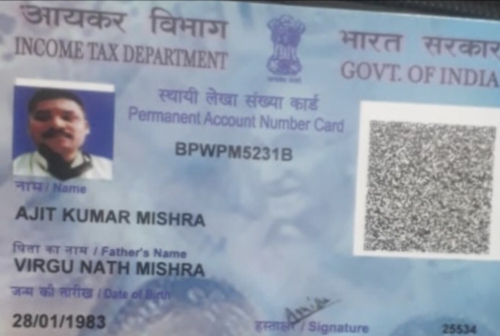 आयकर विभाग
INCOME TAX DEPARTMENT
भारत सरकार
GOVT. OF INDIA
स्थायी लेखा संख्या कार्ड
Permanent Account Number Card
BPWPM5231B
नाम / Name
AJIT KUMAR MISHRA
पिता का नाम / Father's Name
VIRGU NATH MISHRA
जन्म की तारीख / Date of Birth
28/01/1983
हस्ताक्षर / Signature
25534